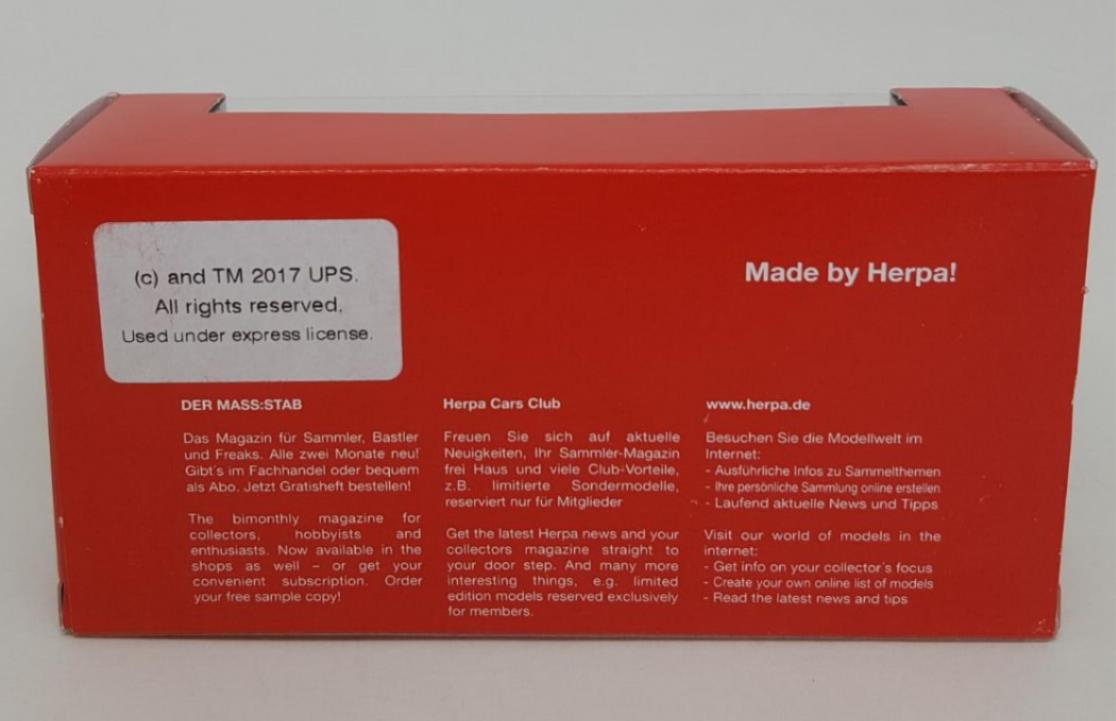 (c) and TM 2017 UPS.
All rights reserved.
Used under express license.
Made by Herpa!
DER MASS:STAB
Das Magazin für Sammler, Bastler
und Freaks. Alle zwei Monate neu!
Gibt's im Fachhandel oder bequem
als Abo. Jetzt Gratisheft bestellen!
The bimonthly magazine for
collectors, hobbyists and
enthusiasts. Now available in the
shops as well – or get your
convenient subscription. Order
your free sample copy!
Herpa Cars Club
Freuen Sie sich auf aktuelle
Neuigkeiten, Ihr Sammler-Magazin
frei Haus und viele Club-Vorteile,
z.B. limitierte Sondermodelle,
reserviert nur für Mitglieder
Get the latest Herpa news and your
collectors magazine straight to
your door step. And many more
interesting things, e.g. limited
edition models reserved exclusively
for members.
www.herpa.de
Besuchen Sie die Modellwelt im
Internet:
- Ausführliche Infos zu Sammelthemen
- Ihre persönliche Sammlung online erstellen
- Laufend aktuelle News und Tipps
Visit our world of models in the
internet:
- Get info on your collector's focus
- Create your own online list of models
- Read the latest news and tips